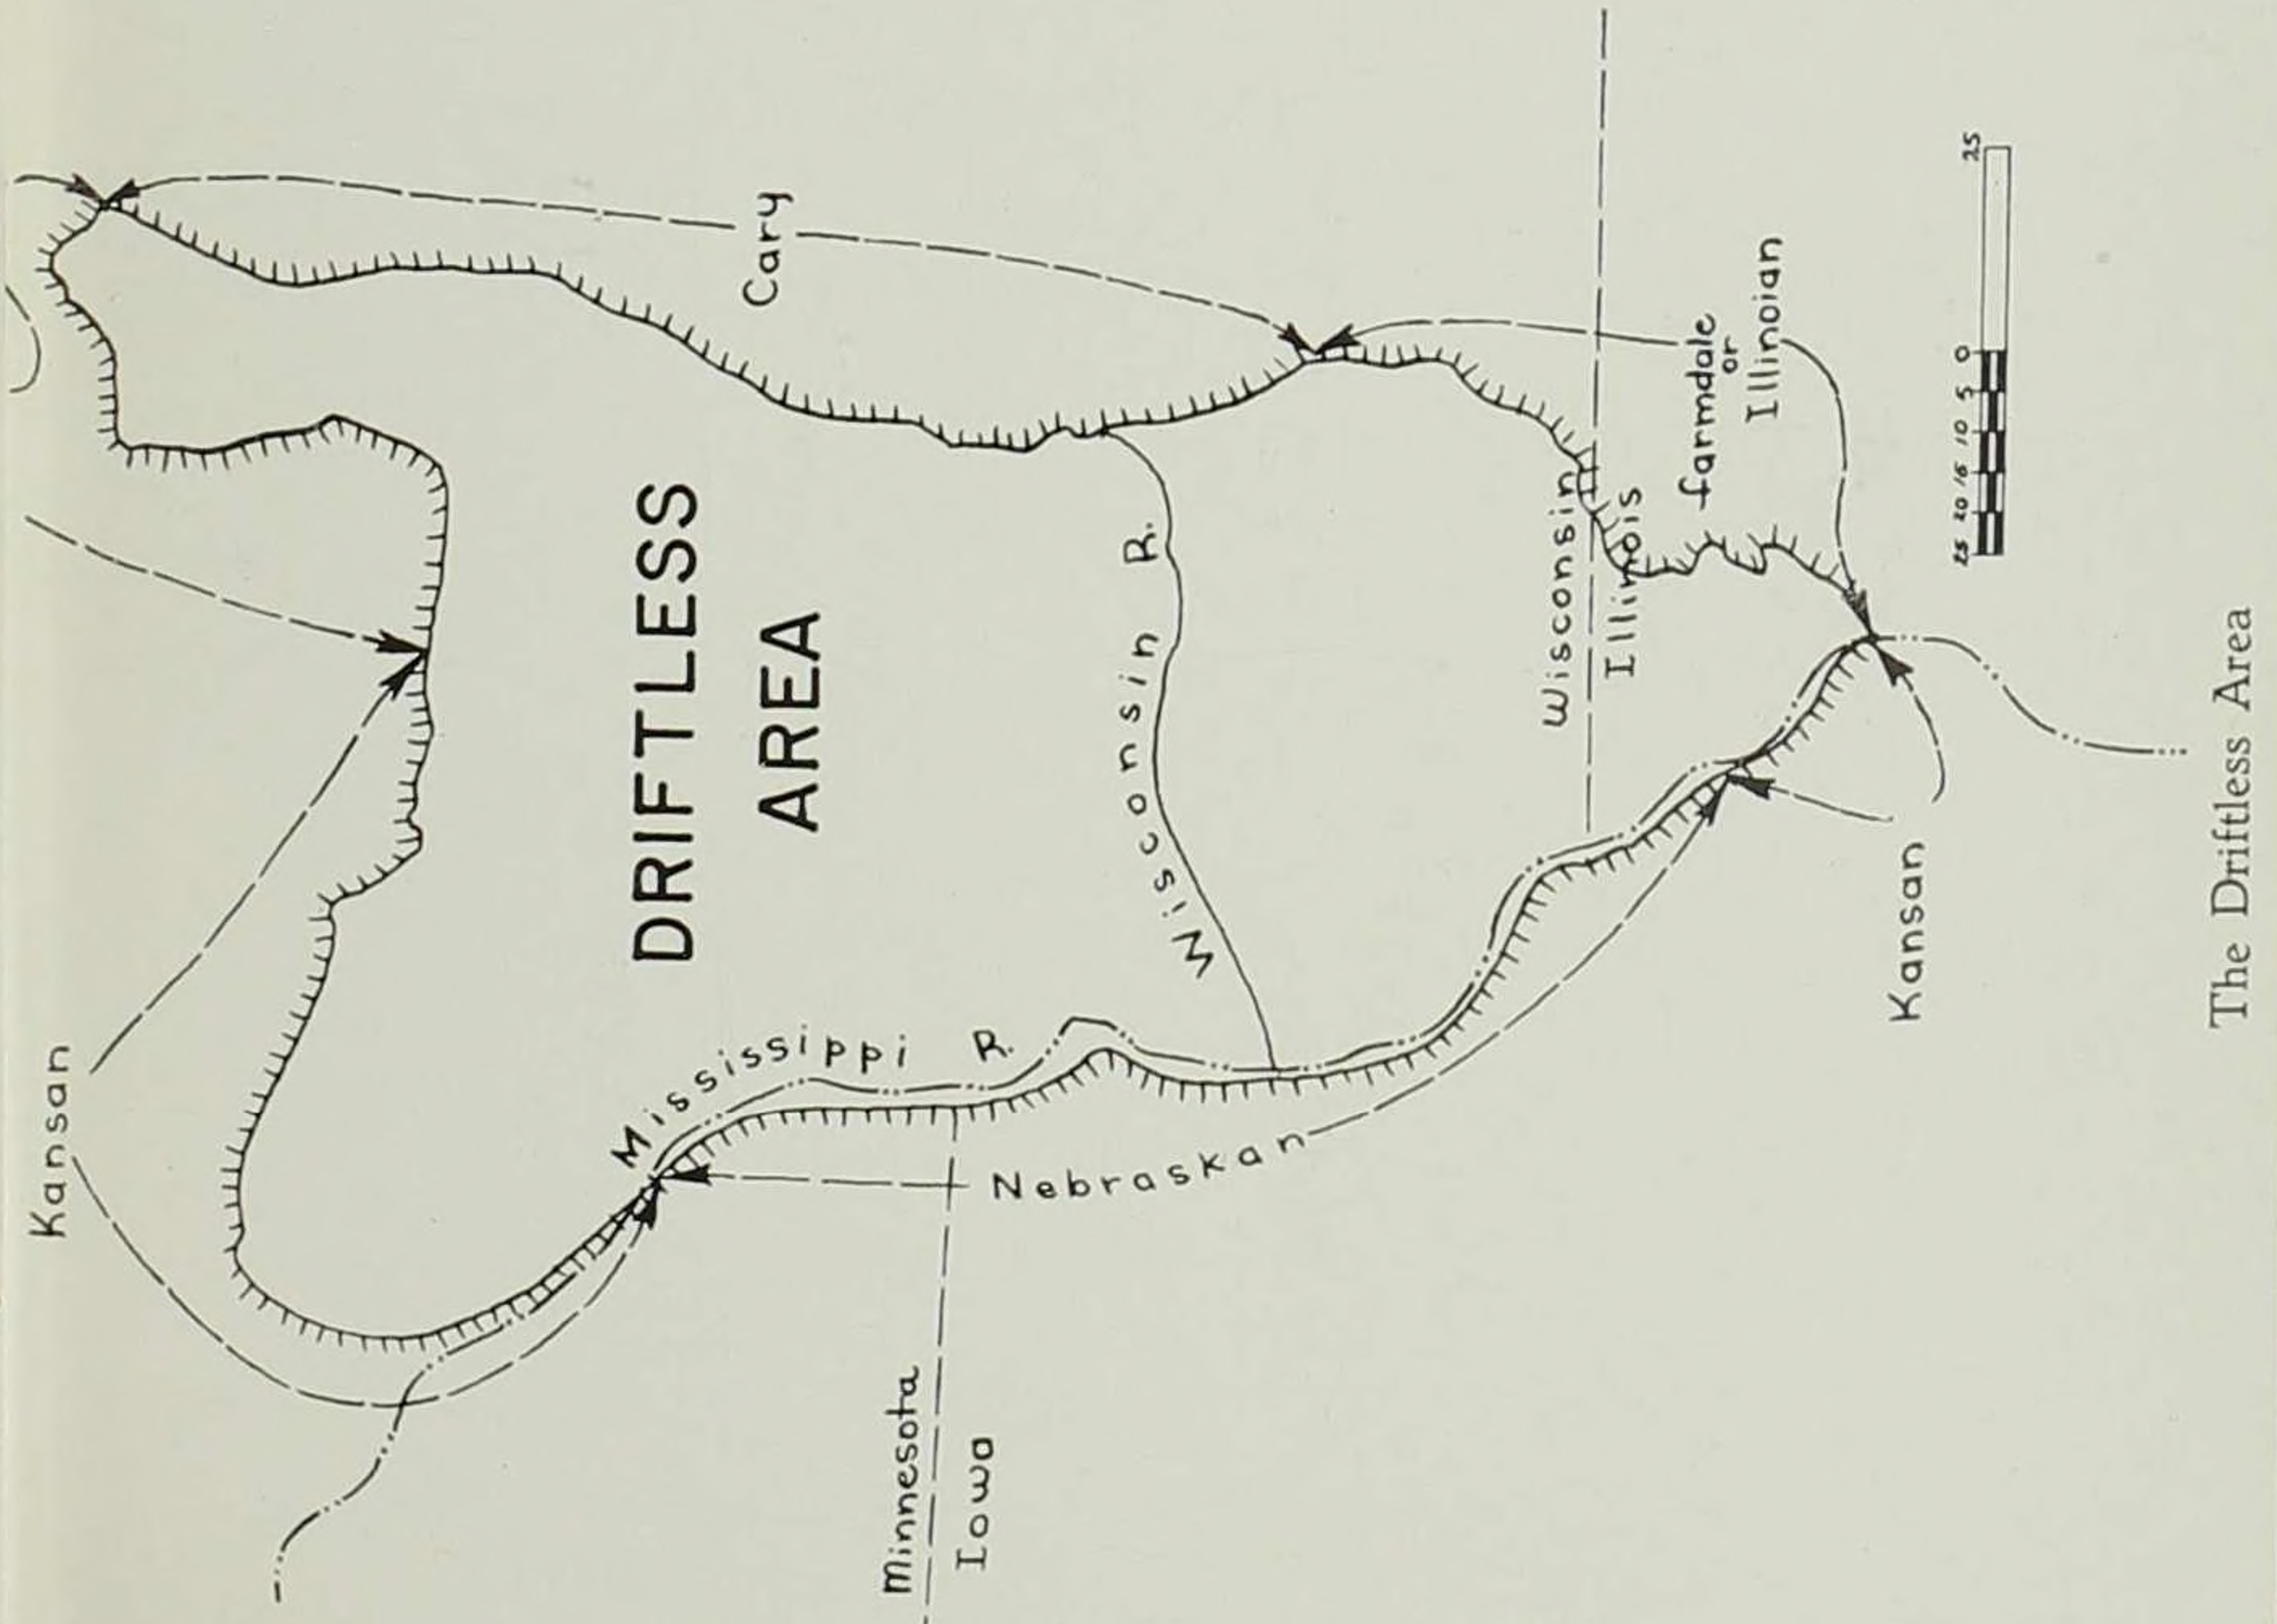 Kansan
Cary
DRIFTLESS
AREA
Mississippi R.
Wisconsin R.
Nebraskan
Minnesota
Iowa
Wisconsin
Illinois
farmdale
or
Illinoian
Kansan
25 20 15 10 5 0 25
The Driftless Area